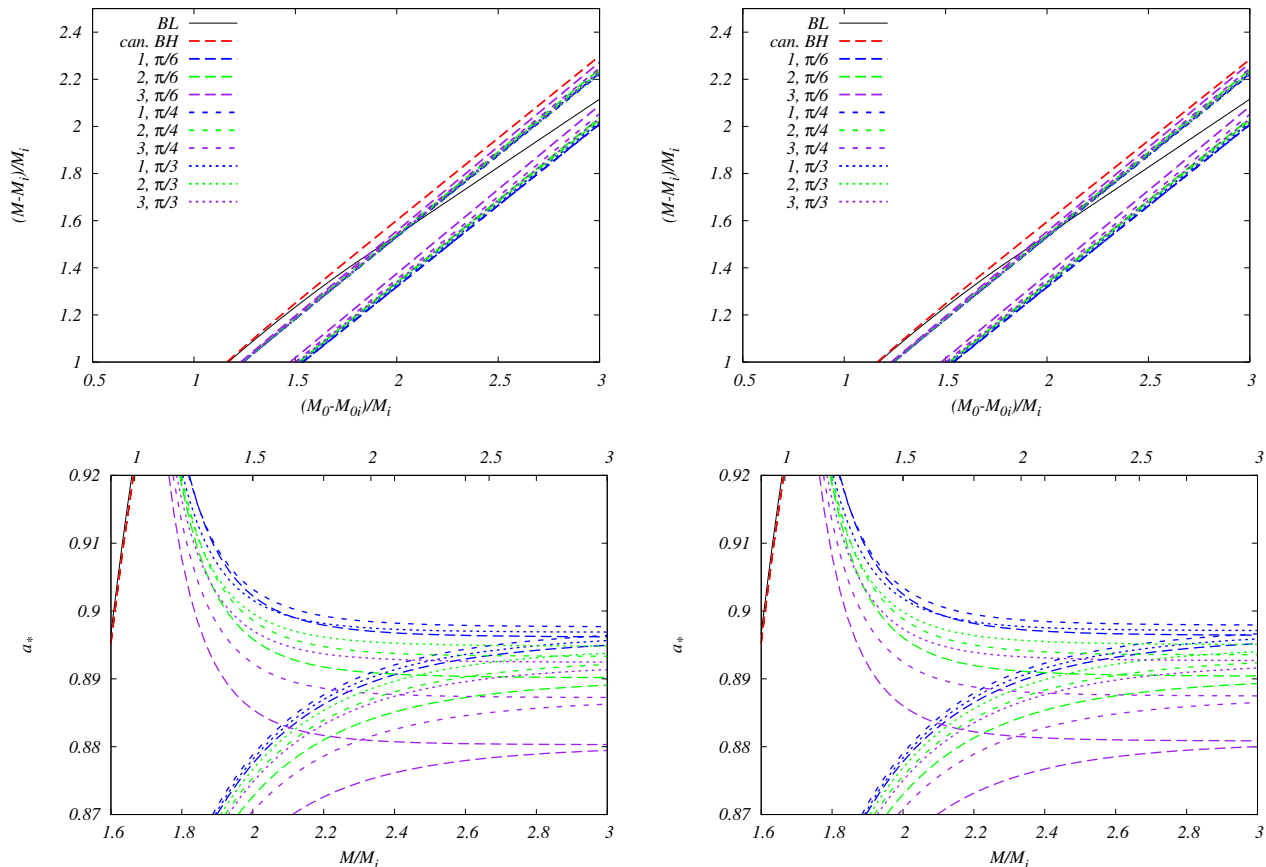 BL
can. BH
1, π/6
2, π/6
3, π/6
1, π/4
2, π/4
3, π/4
1, π/3
2, π/3
3, π/3
2.4
2.2
2
1.8
1.6
1.4
1.2
1
(M-Mi)/Mi
0.5 1 1.5 2 2.5 3
(M0-M0i)/Mi
BL
can. BH
1, π/6
2, π/6
3, π/6
1, π/4
2, π/4
3, π/4
1, π/3
2, π/3
3, π/3
2.4
2.2
2
1.8
1.6
1.4
1.2
1
(M-Mi)/Mi
0.5 1 1.5 2 2.5 3
(M0-M0i)/Mi
1 1.5 2 2.5 3
0.92
0.91
0.9
0.89
0.88
0.87
a*
1.6 1.8 2 2.2 2.4 2.6 2.8 3
M/Mi
1 1.5 2 2.5 3
0.92
0.91
0.9
0.89
0.88
0.87
a*
1.6 1.8 2 2.2 2.4 2.6 2.8 3
M/Mi